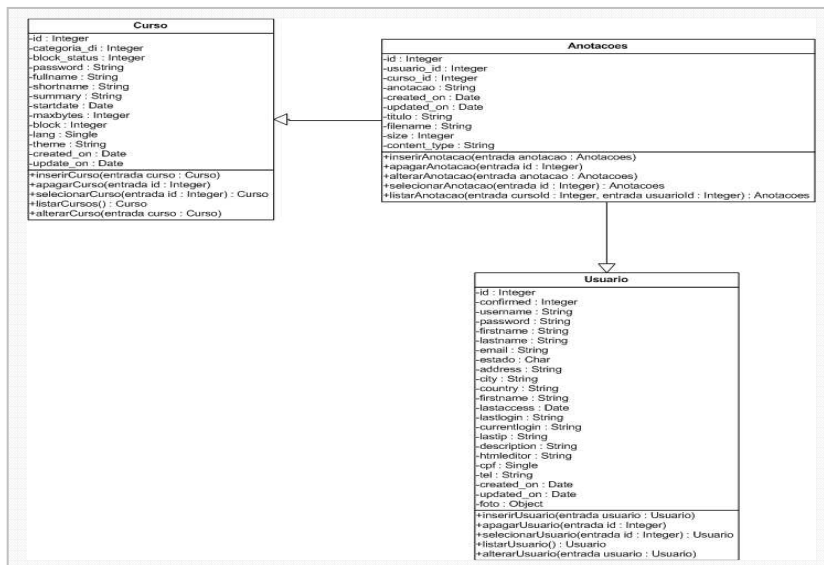 Curso
-id : Integer
-categoria_di : Integer
-block_status : Integer
-password : String
-fullname : String
-shortname : String
-summary : String
-startdate : Date
-maxbytes : Integer
-block : Integer
-lang : Single
-theme : String
-created_on : Date
-update_on : Date
+inserirCurso(entrada curso : Curso)
+apagarCurso(entrada id : Integer)
+selecionarCurso(entrada id : Integer) : Curso
+listarCursos() : Curso
+alterarCurso(entrada curso : Curso)
Anotacoes
-id : Integer
-usuario_id : Integer
-curso_id : Integer
-anotacao : String
-created_on : Date
-updated_on : Date
-titulo : String
-filename : String
-size : Integer
-content_type : String
+inserirAnotacao(entrada anotacao : Anotacoes)
+apagarAnotacao(entrada id : Integer)
+alterarAnotacao(entrada anotacao : Anotacoes)
+selecionarAnotacao(entrada id : Integer) : Anotacoes
+listarAnotacao(entrada cursoId : Integer, entrada usuarioId : Integer) : Anotacoes
Usuario
-id : Integer
-confirmed : Integer
-username : String
-password : String
-firstname : String
-lastname : String
-email : String
-estado : Char
-address : String
-city : String
-country : String
-firstname : String
-lastaccess : Date
-lastlogin : String
-currentlogin : String
-lastip : String
-description : String
-htmleditor : String
-cpf : Single
-tel : String
-created_on : Date
-updated_on : Date
-foto : Object
+inserirUsuario(entrada usuario : Usuario)
+apagarUsuario(entrada id : Integer)
+selecionarUsuario(entrada id : Integer) : Usuario
+listarUsuario() : Usuario
+alterarUsuario(entrada usuario : Usuario)